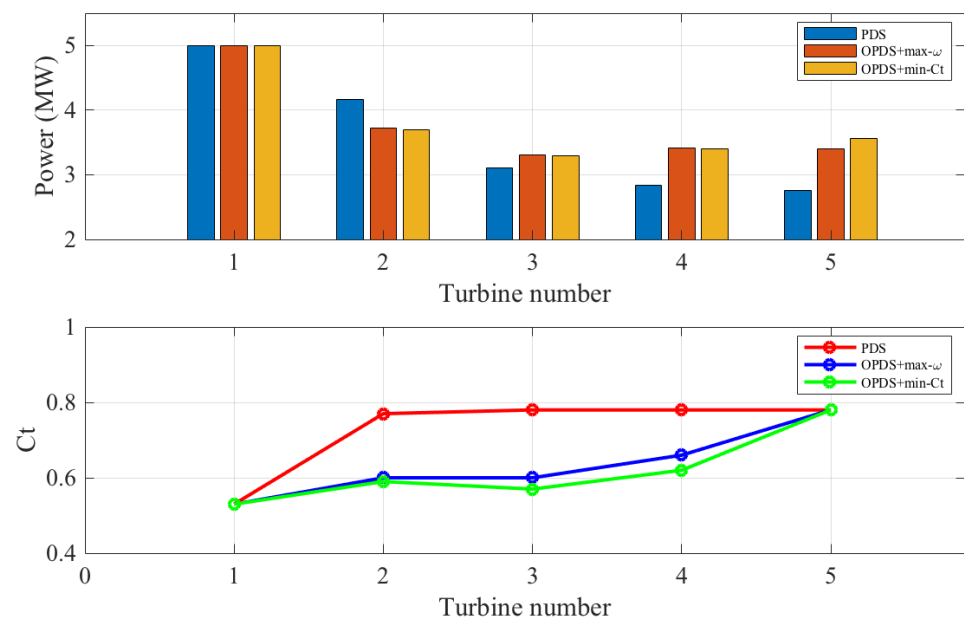 5
4
3
2
Power (MW)
PDS
OPDS+max-ω
OPDS+min-Ct
1 2 3 4 5
Turbine number
1
0.8
0.6
0.4
Ct
PDS
OPDS+max-ω
OPDS+min-Ct
0 1 2 3 4 5
Turbine number